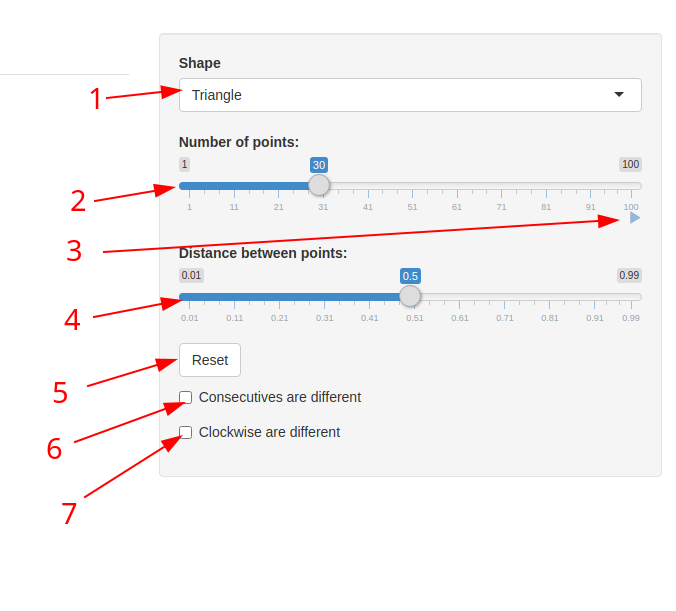 Shape
1
Triangle
Number of points:
1 30 100
2
1 11 21 31 41 51 61 71 81 91 100
3
Distance between points:
0.01 0.5 0.99
4
0.01 0.11 0.21 0.31 0.41 0.51 0.61 0.71 0.81 0.91 0.99
Reset
5
Consecutives are different
6
Clockwise are different
7